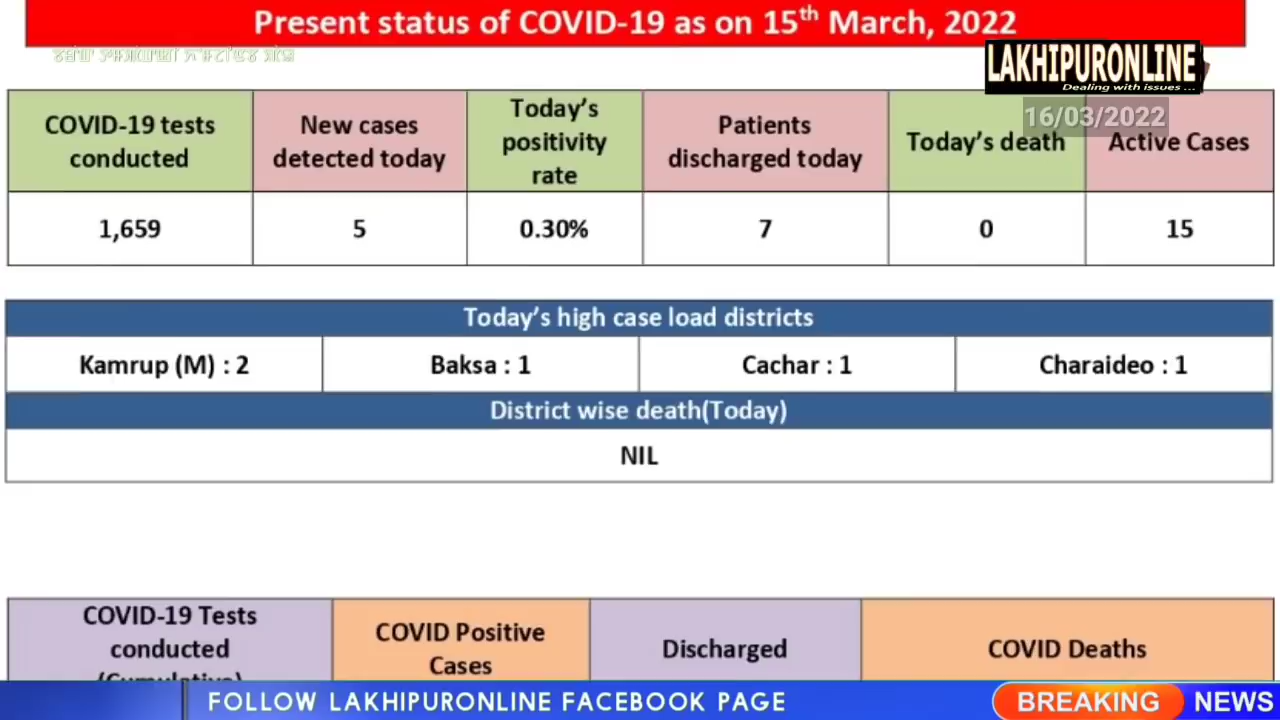 Present status of COVID-19 as on 15th March, 2022
LAKHIPURONLINE
Dealing with issues ...
16/03/2022
COVID-19 tests conducted
New cases detected today
Today's positivity rate
Patients discharged today
Today's death
Active Cases
1,659
5
0.30%
7
0
15
Today's high case load districts
Kamrup (M) : 2
Baksa : 1
Cachar : 1
Charaideo : 1
District wise death(Today)
NIL
COVID-19 Tests conducted (Cumulative)
COVID Positive Cases
Discharged
COVID Deaths
FOLLOW LAKHIPURONLINE FACEBOOK PAGE
BREAKING NEWS